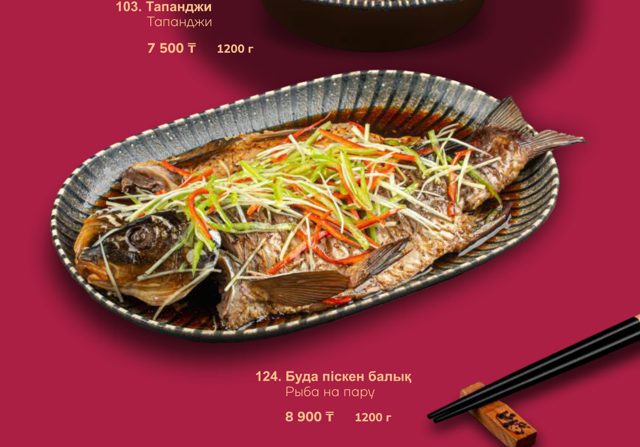 103. Тапанджи
Тапанджи
7 500 ₸ 1200 г
124. Буда піскен балық
Рыба на пару
8 900 ₸ 1200 г